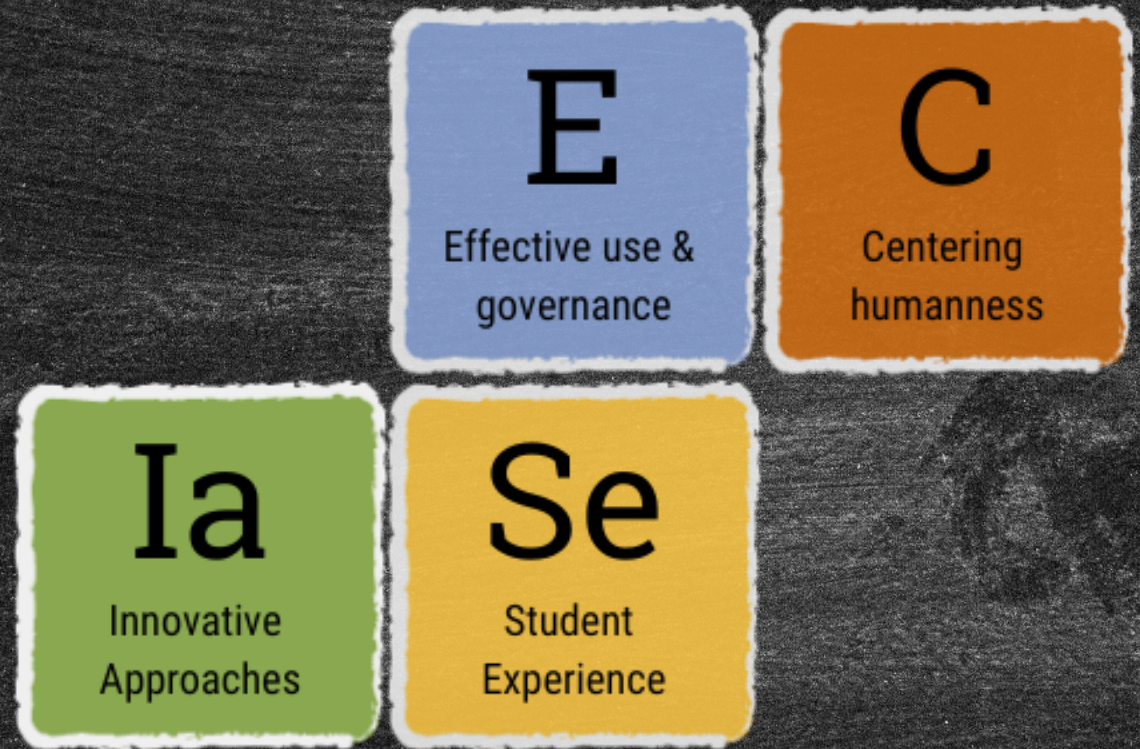 E
Effective use &
governance
C
Centering
humanness
Ia
Innovative
Approaches
Se
Student
Experience